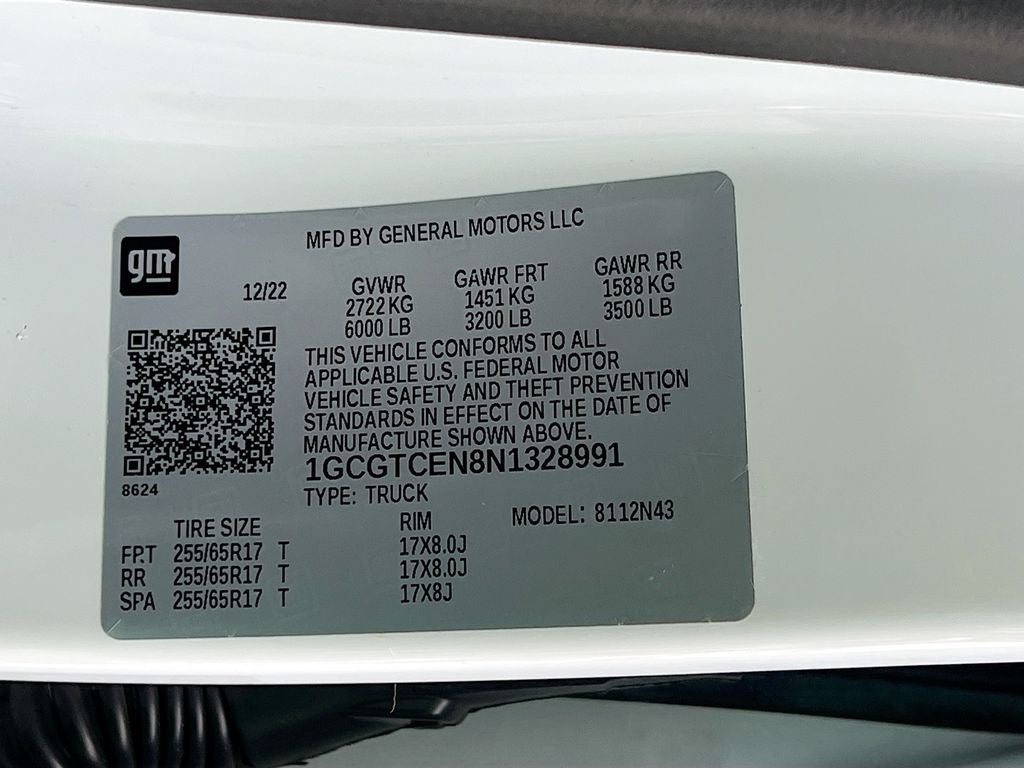 MFD BY GENERAL MOTORS LLC
gm
12/22
GVWR GAWR FRT GAWR RR
2722 KG 1451 KG 1588 KG
6000 LB 3200 LB 3500 LB
THIS VEHICLE CONFORMS TO ALL
APPLICABLE U.S. FEDERAL MOTOR
VEHICLE SAFETY AND THEFT PREVENTION
STANDARDS IN EFFECT ON THE DATE OF
MANUFACTURE SHOWN ABOVE.
1GCGTCEN8N1328991
8624
TYPE: TRUCK
MODEL: 8112N43
TIRE SIZE RIM
FRT 255/65R17 T 17X8.0J
RR 255/65R17 T 17X8.0J
SPA 255/65R17 T 17X8J